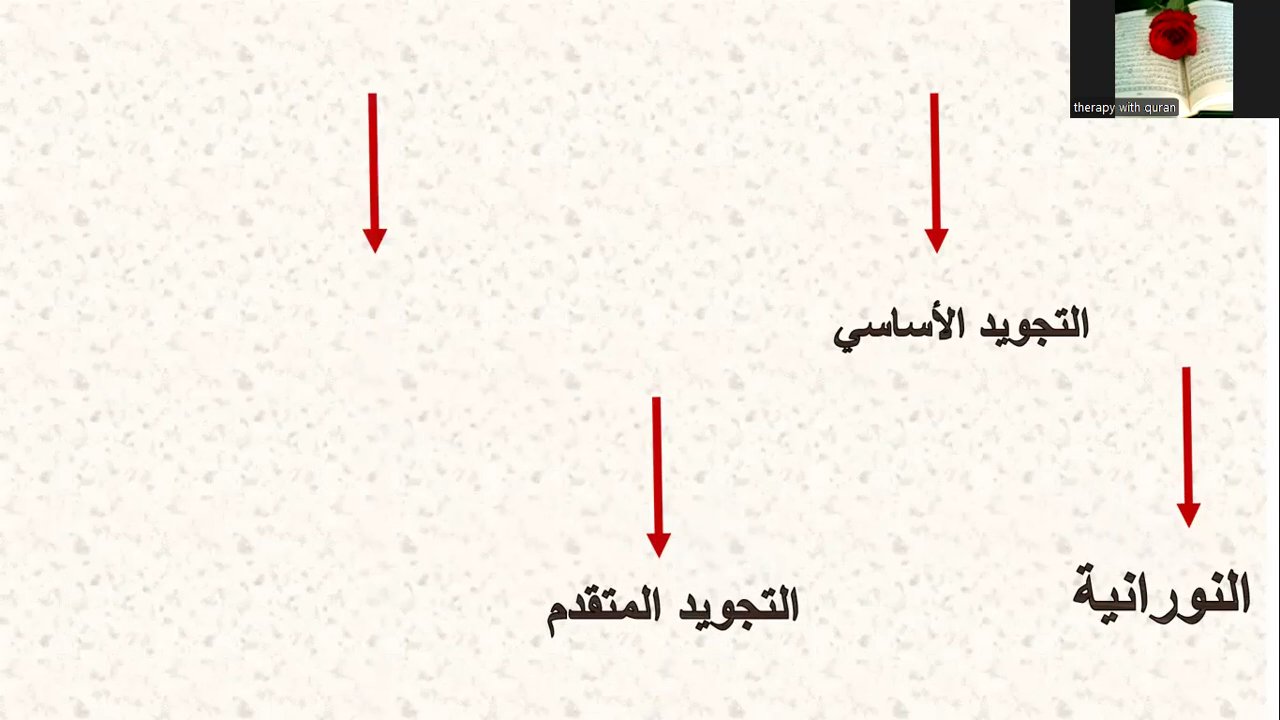 therapy with quran
التجويد الأساسي
النورانية
التجويد المتقدم